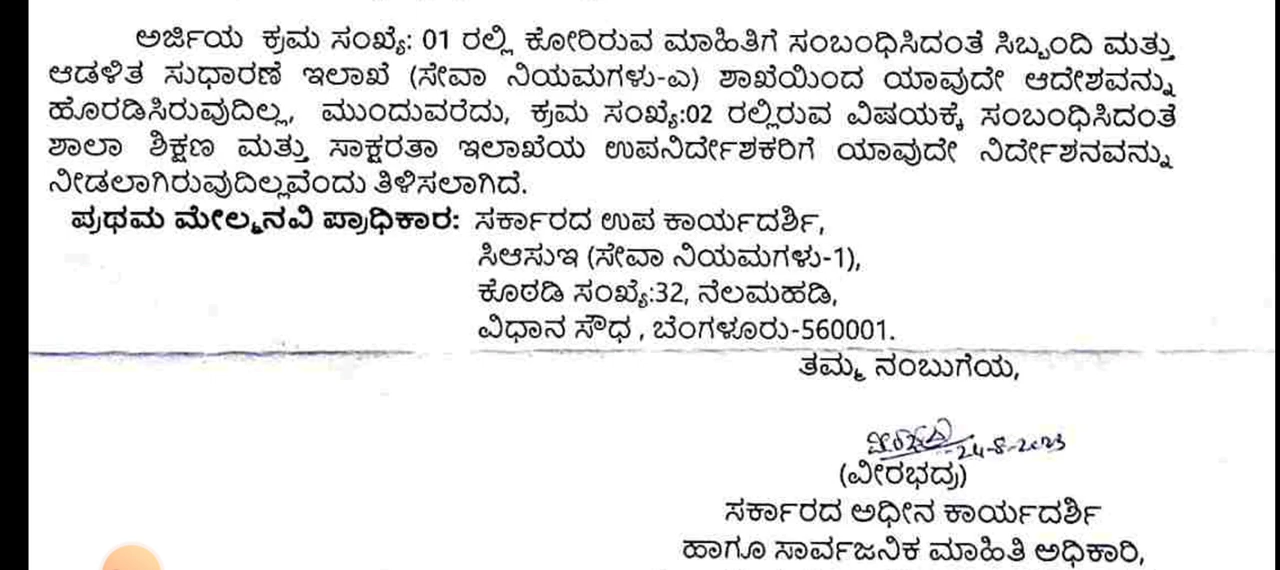 ಅರ್ಜಿಯ ಕ್ರಮ ಸಂಖ್ಯೆ: 01 ರಲ್ಲಿ ಕೋರಿರುವ ಮಾಹಿತಿಗೆ ಸಂಬಂಧಿಸಿದಂತೆ ಸಿಬ್ಬಂದಿ ಮತ್ತು
ಆಡಳಿತ ಸುಧಾರಣೆ ಇಲಾಖೆ (ಸೇವಾ ನಿಯಮಗಳು-ಎ) ಶಾಖೆಯಿಂದ ಯಾವುದೇ ಆದೇಶವನ್ನು
ಹೊರಡಿಸಿರುವುದಿಲ್ಲ, ಮುಂದುವರೆದು, ಕ್ರಮ ಸಂಖ್ಯೆ:02 ರಲ್ಲಿರುವ ವಿಷಯಕ್ಕೆ ಸಂಬಂಧಿಸಿದಂತೆ
ಶಾಲಾ ಶಿಕ್ಷಣ ಮತ್ತು ಸಾಕ್ಷರತಾ ಇಲಾಖೆಯ ಉಪನಿರ್ದೇಶಕರಿಗೆ ಯಾವುದೇ ನಿರ್ದೇಶನವನ್ನು
ನೀಡಲಾಗಿರುವುದಿಲ್ಲವೆಂದು ತಿಳಿಸಲಾಗಿದೆ.
ಪ್ರಥಮ ಮೇಲ್ಮನವಿ ಪ್ರಾಧಿಕಾರ: ಸರ್ಕಾರದ ಉಪ ಕಾರ್ಯದರ್ಶಿ,
ಸಿಆಸುಇ (ಸೇವಾ ನಿಯಮಗಳು-1),
ಕೊಠಡಿ ಸಂಖ್ಯೆ:32, ನೆಲಮಹಡಿ,
ವಿಧಾನ ಸೌಧ , ಬೆಂಗಳೂರು-560001.
ತಮ್ಮ ನಂಬುಗೆಯ,
24-8-2023
(ವೀರಭದ್ರ)
ಸರ್ಕಾರದ ಅಧೀನ ಕಾರ್ಯದರ್ಶಿ
ಹಾಗೂ ಸಾರ್ವಜನಿಕ ಮಾಹಿತಿ ಅಧಿಕಾರಿ,